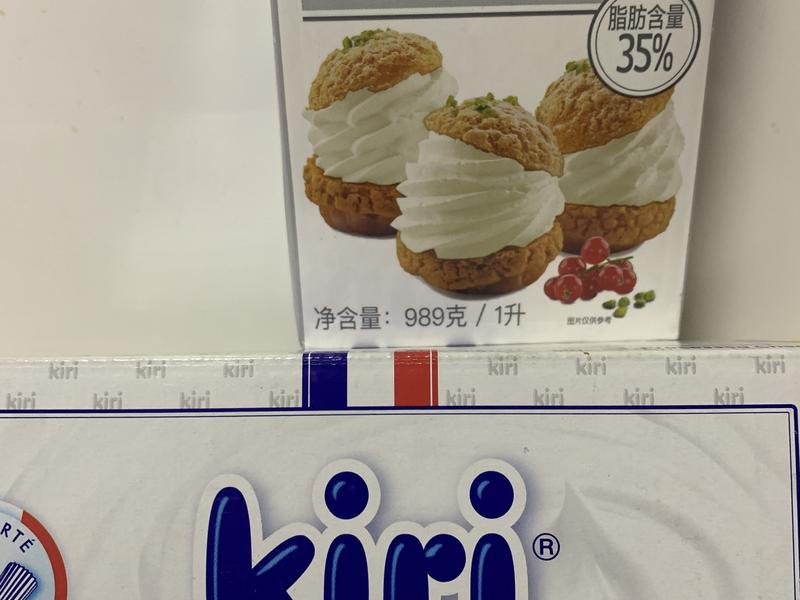 脂肪含量
35%
净含量：989克 / 1升
图片仅供参考
kiri kiri kiri kiri kiri kiri kiri
kiri kiri kiri kiri kiri kiri kiri kiri
RTÉ
kiri®